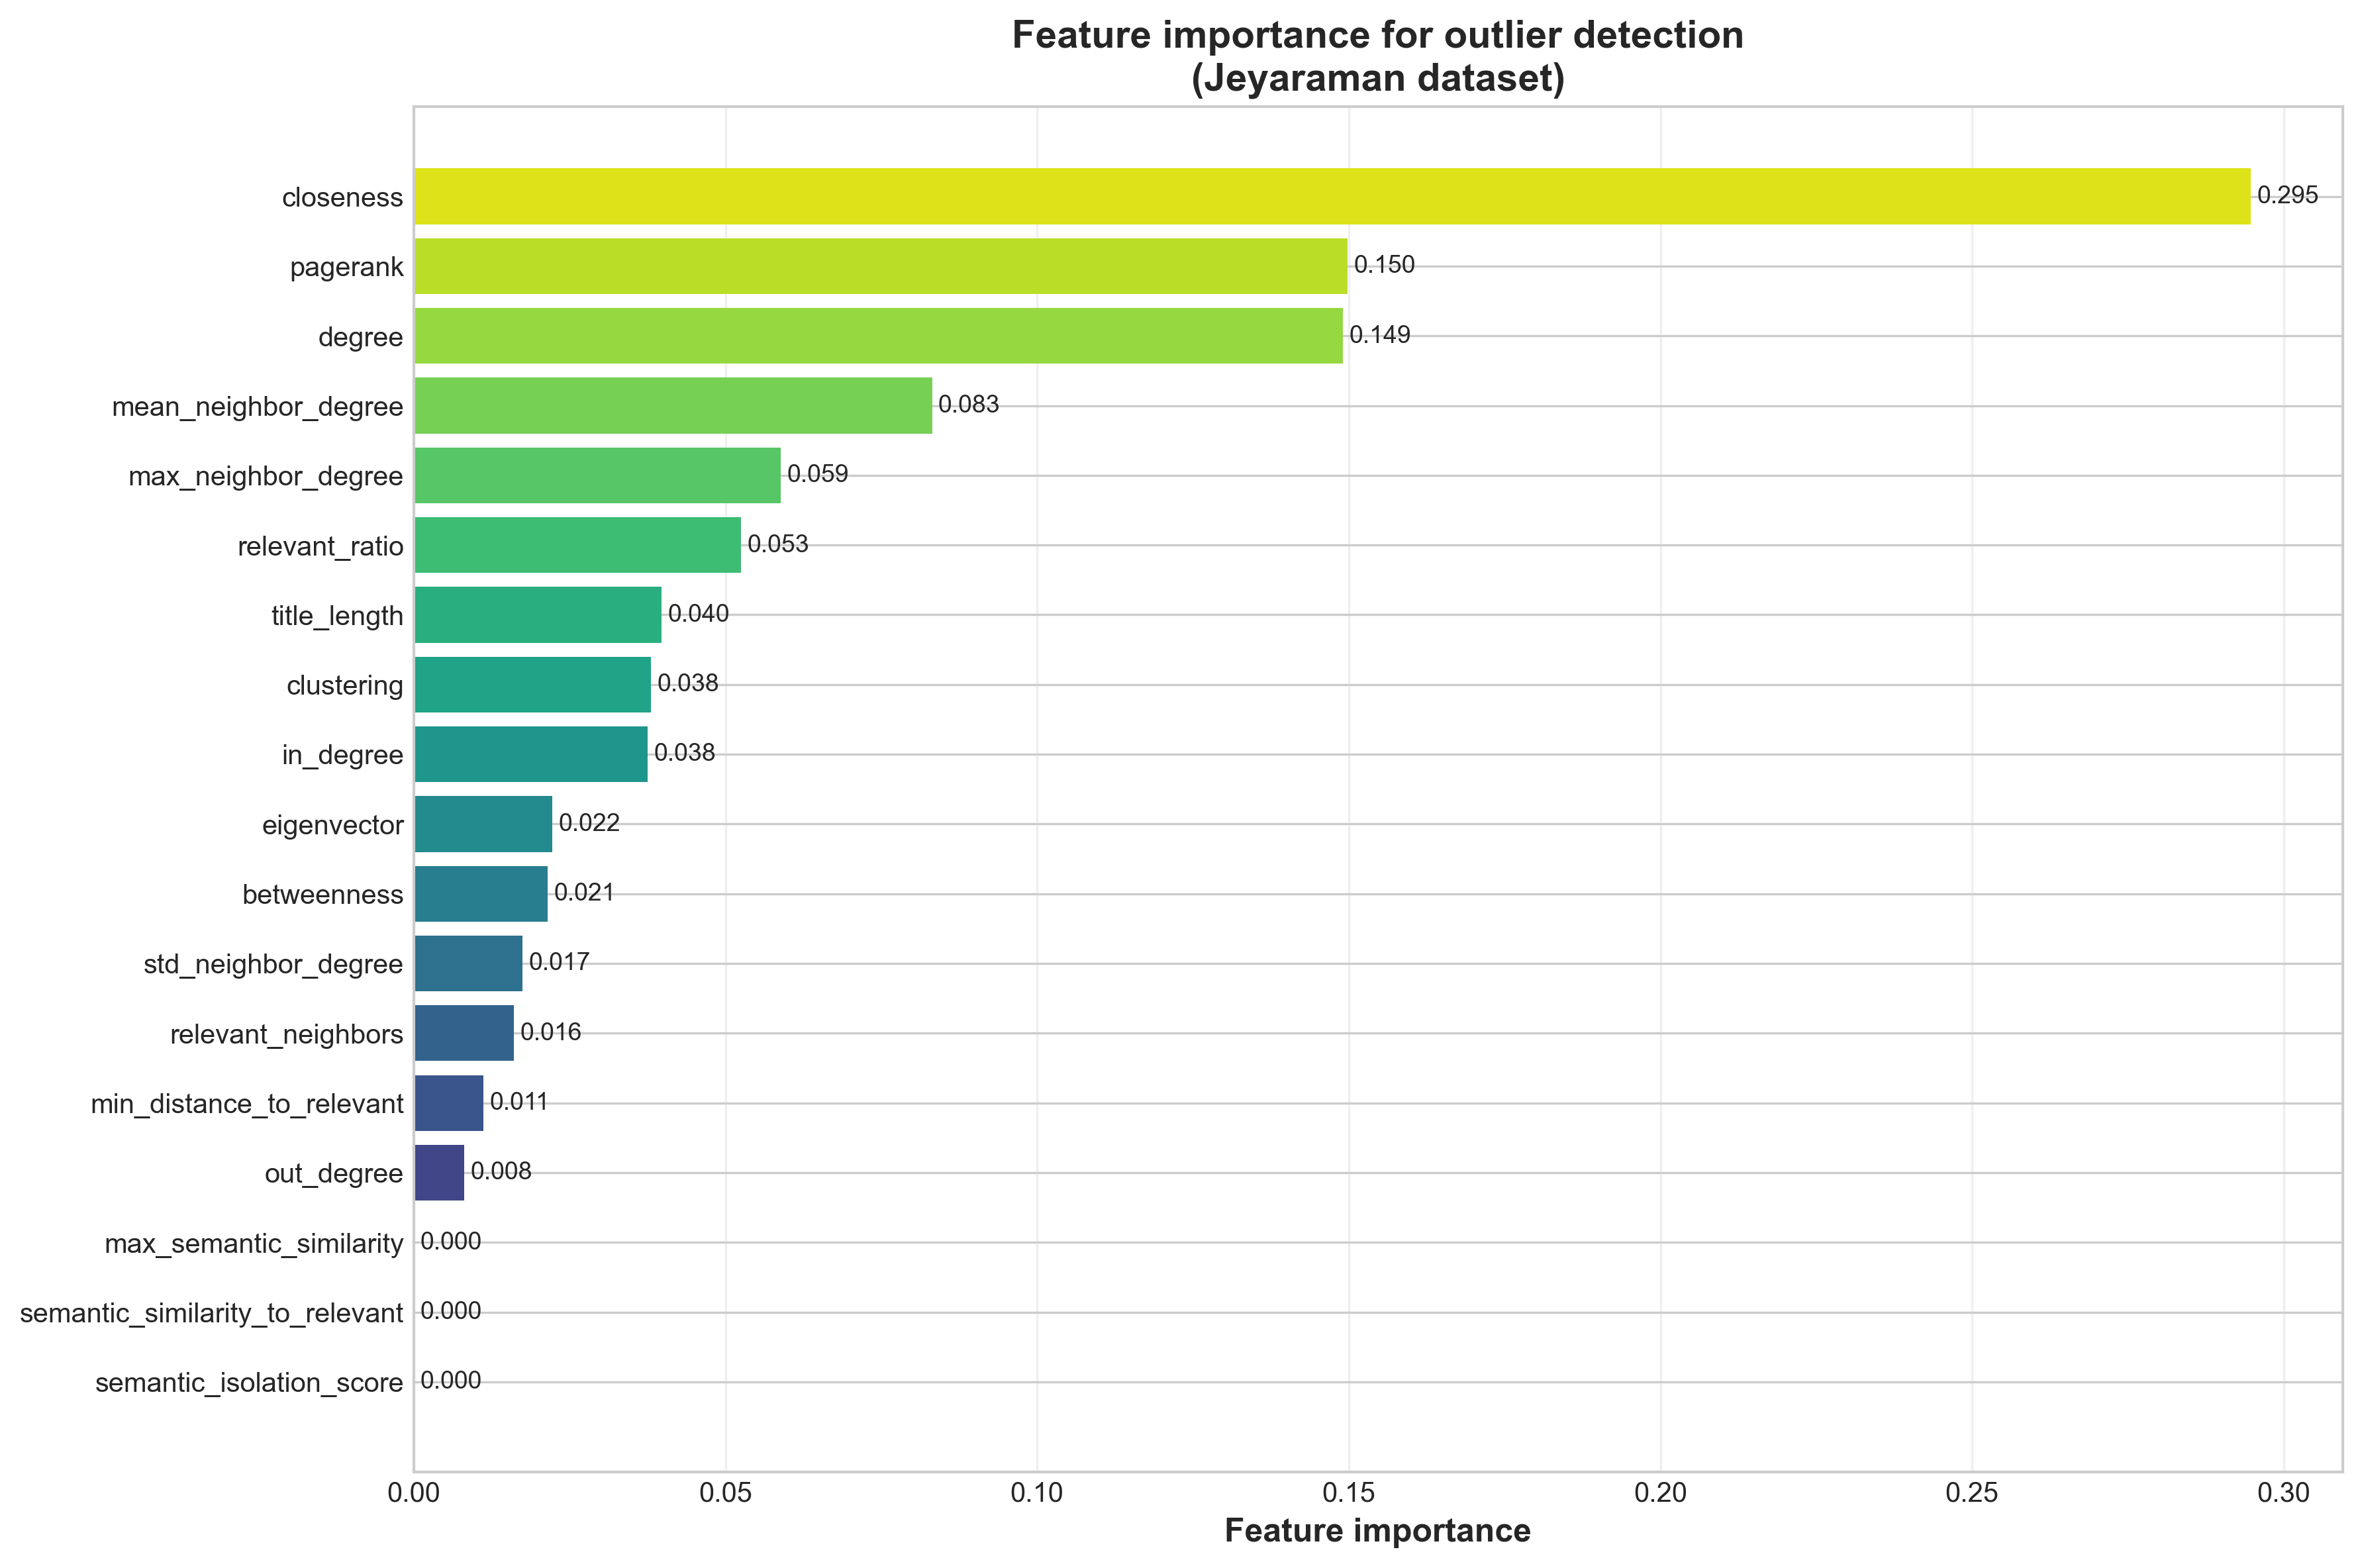 Feature importance for outlier detection
(Jeyaraman dataset)
closeness 0.295
pagerank 0.150
degree 0.149
mean_neighbor_degree 0.083
max_neighbor_degree 0.059
relevant_ratio 0.053
title_length 0.040
clustering 0.038
in_degree 0.038
eigenvector 0.022
betweenness 0.021
std_neighbor_degree 0.017
relevant_neighbors 0.016
min_distance_to_relevant 0.011
out_degree 0.008
max_semantic_similarity 0.000
semantic_similarity_to_relevant 0.000
semantic_isolation_score 0.000
0.00 0.05 0.10 0.15 0.20 0.25 0.30
Feature importance